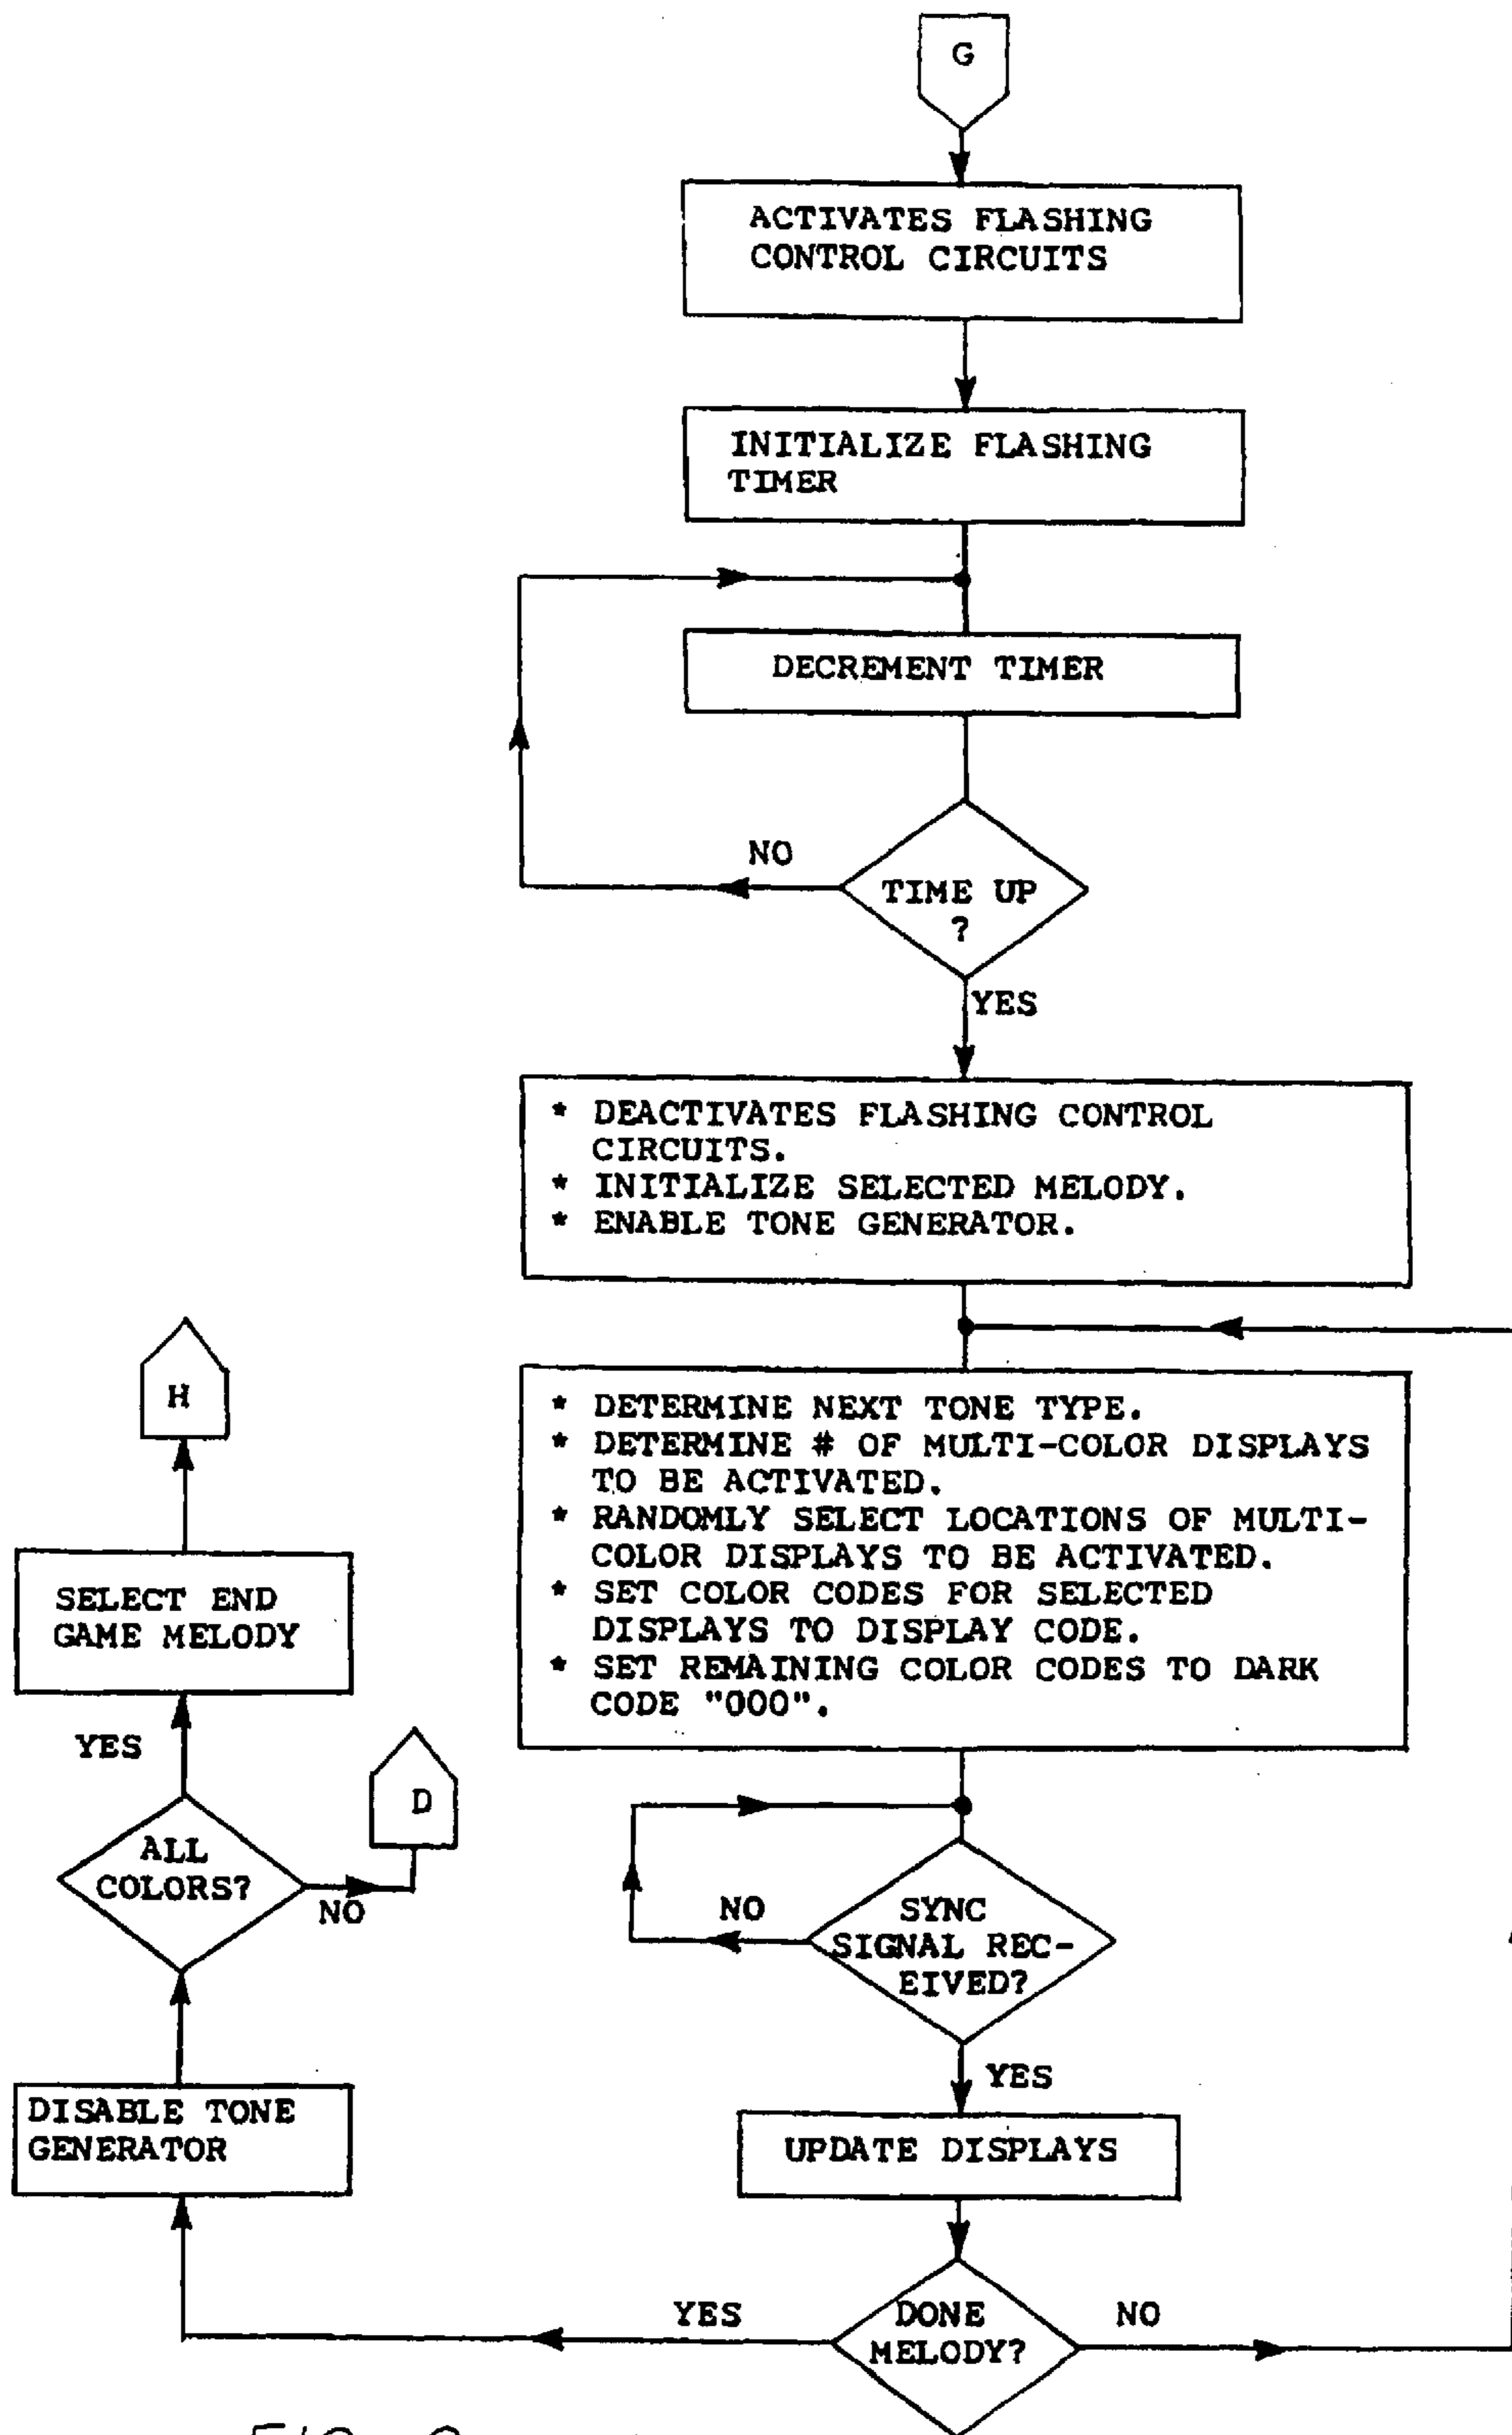 G
ACTIVATES FLASHING
CONTROL CIRCUITS
INITIALIZE FLASHING
TIMER
DECREMENT TIMER
NO
TIME UP
?
YES
* DEACTIVATES FLASHING CONTROL
CIRCUITS.
* INITIALIZE SELECTED MELODY.
* ENABLE TONE GENERATOR.
* DETERMINE NEXT TONE TYPE.
* DETERMINE # OF MULTI-COLOR DISPLAYS
TO BE ACTIVATED.
* RANDOMLY SELECT LOCATIONS OF MULTI-
COLOR DISPLAYS TO BE ACTIVATED.
* SET COLOR CODES FOR SELECTED
DISPLAYS TO DISPLAY CODE.
* SET REMAINING COLOR CODES TO DARK
CODE "000".
NO
SYNC
SIGNAL REC-
EIVED?
YES
UPDATE DISPLAYS
DONE
MELODY?
NO
YES
DISABLE TONE
GENERATOR
ALL
COLORS?
NO
D
YES
SELECT END
GAME MELODY
H